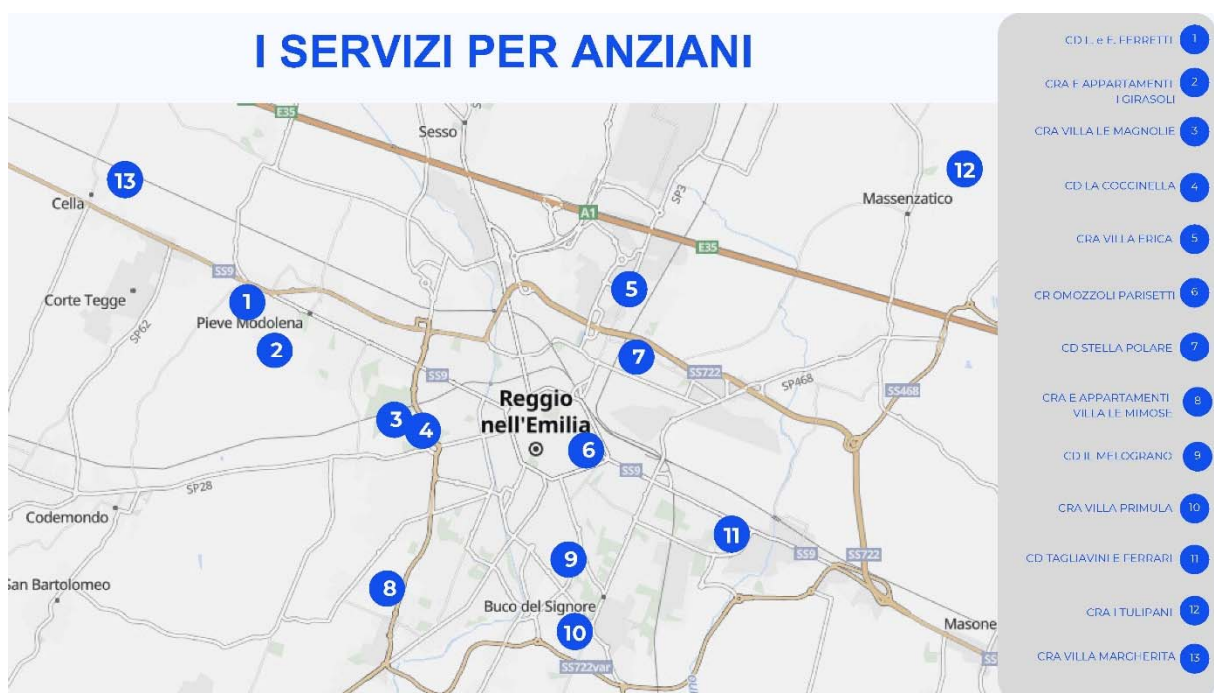 I SERVIZI PER ANZIANI
E35
Sesso
13
Cella
SP3
12
Massenzatico
A1
E35
SS9
Corte Tegge
1
Pieve Modolena
5
SP62
2
7
SS722
SP468
SS468
SS9
Reggio
nell'Emilia
3
4
6
SS9
SP28
Codemondo
11
SS9
SS722
9
San Bartolomeo
8
Buco del Signore
10
Masone
SS722var
CD L. e E. FERRETTI 1
CRA E APPARTAMENTI 2
I GIRASOLI
CRA VILLA LE MAGNOLIE 3
CD LA COCCINELLA 4
CRA VILLA ERICA 5
CR OMOZZOLI PARISETTI 6
CD STELLA POLARE 7
CRA E APPARTAMENTI 8
VILLA LE MIMOSE
CD IL MELOGRANO 9
CRA VILLA PRIMULA 10
CD TAGLIAVINI E FERRARI 11
CRA I TULIPANI 12
CRA VILLA MARGHERITA 13